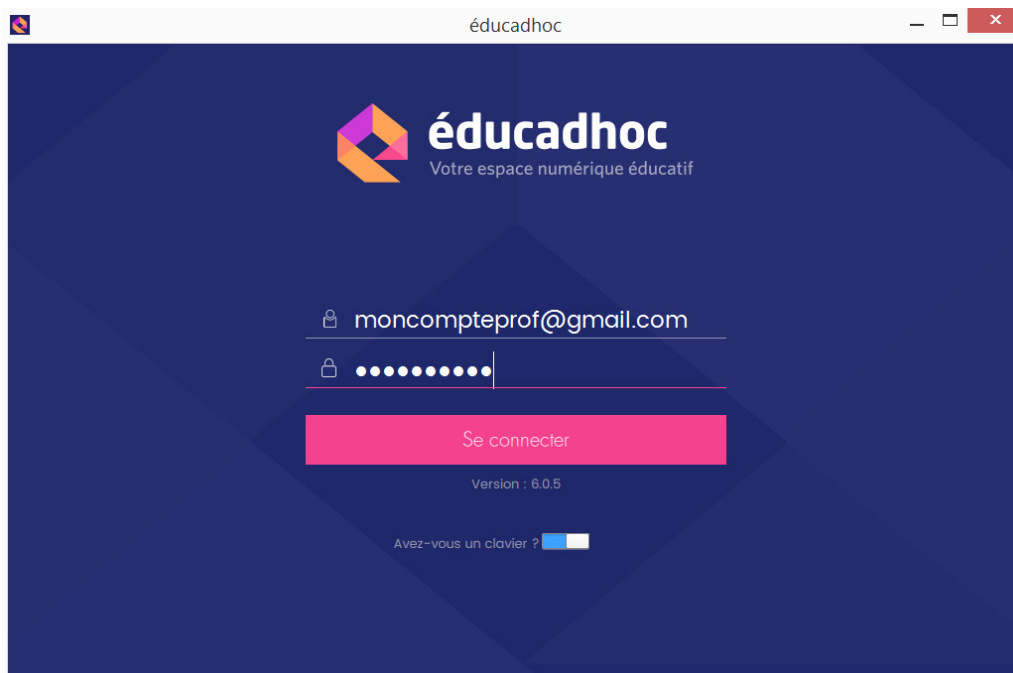 éducadhoc
éducadhoc
Votre espace numérique éducatif
moncompteprof@gmail.com
••••••••••
Se connecter
Version : 6.0.5
Avez-vous un clavier ?